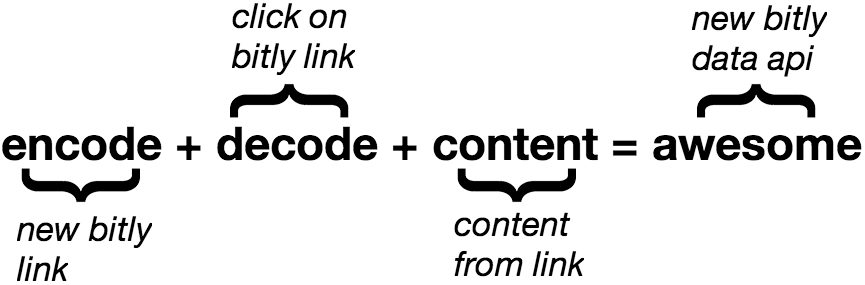 click on
bitly link
new bitly
data api
encode + decode + content = awesome
new bitly
link
content
from link